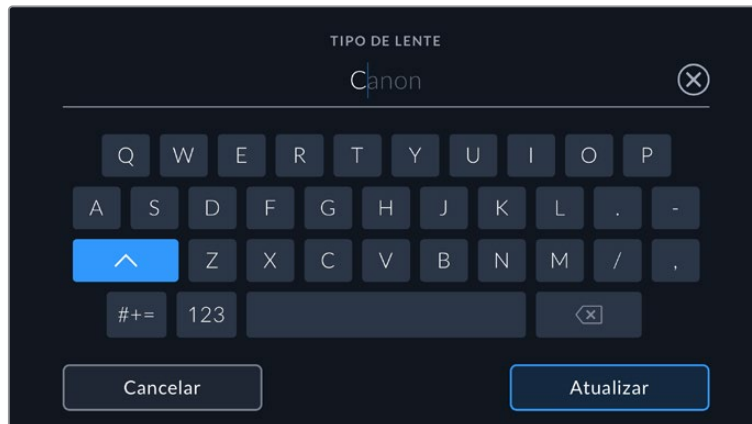 TIPO DE LENTE
Canon
Q W E R T Y U I O P
A S D F G H J K L . -
Z X C V B N M / ,
#+= 123
Cancelar Atualizar